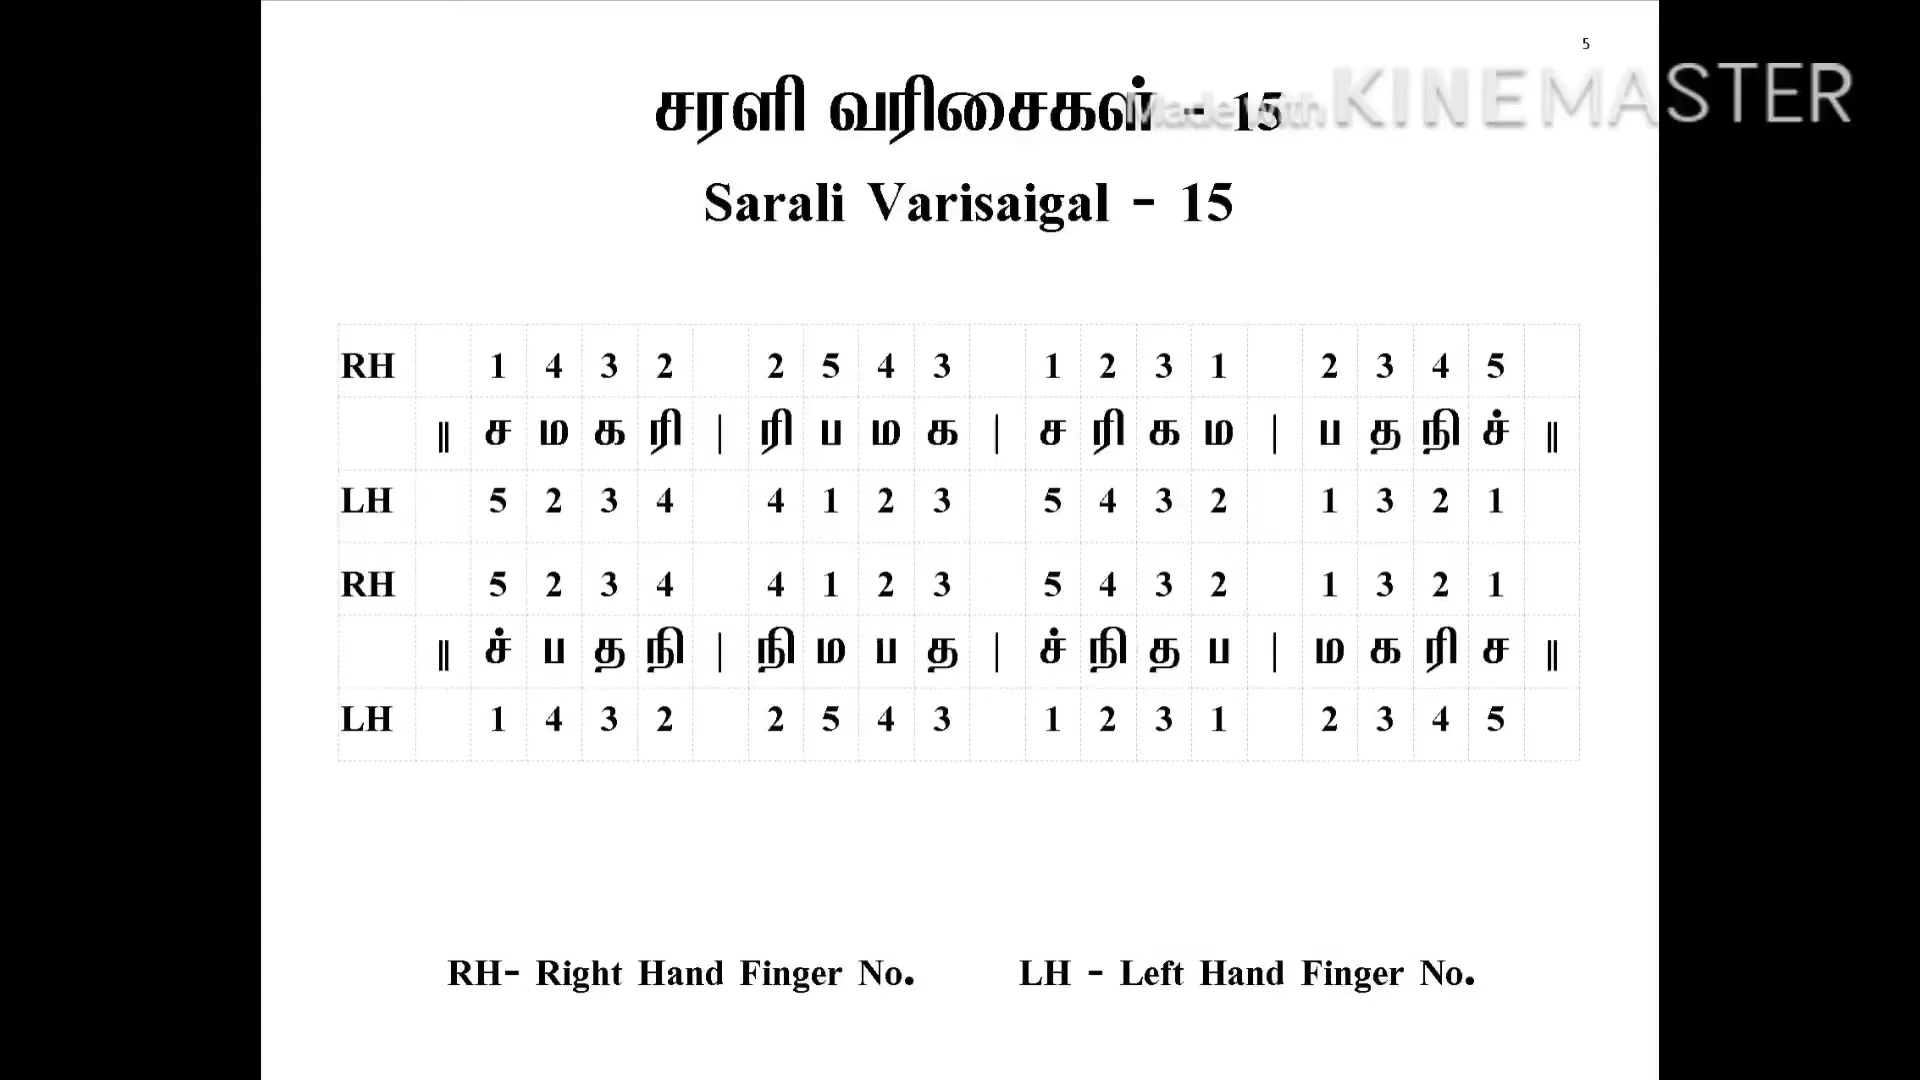 5
Made with KINEMASTER
சரளி வரிசைகள் - 15
Sarali Varisaigal - 15
RH 1 4 3 2 2 5 4 3 1 2 3 1 2 3 4 5
‖ ச ம க ரி | ரி ப ம க | ச ரி க ம | ப த நி ச் ‖
LH 5 2 3 4 4 1 2 3 5 4 3 2 1 3 2 1
RH 5 2 3 4 4 1 2 3 5 4 3 2 1 3 2 1
‖ ச் ப த நி | நி ம ப த | ச் நி த ப | ம க ரி ச ‖
LH 1 4 3 2 2 5 4 3 1 2 3 1 2 3 4 5
RH- Right Hand Finger No. LH - Left Hand Finger No.